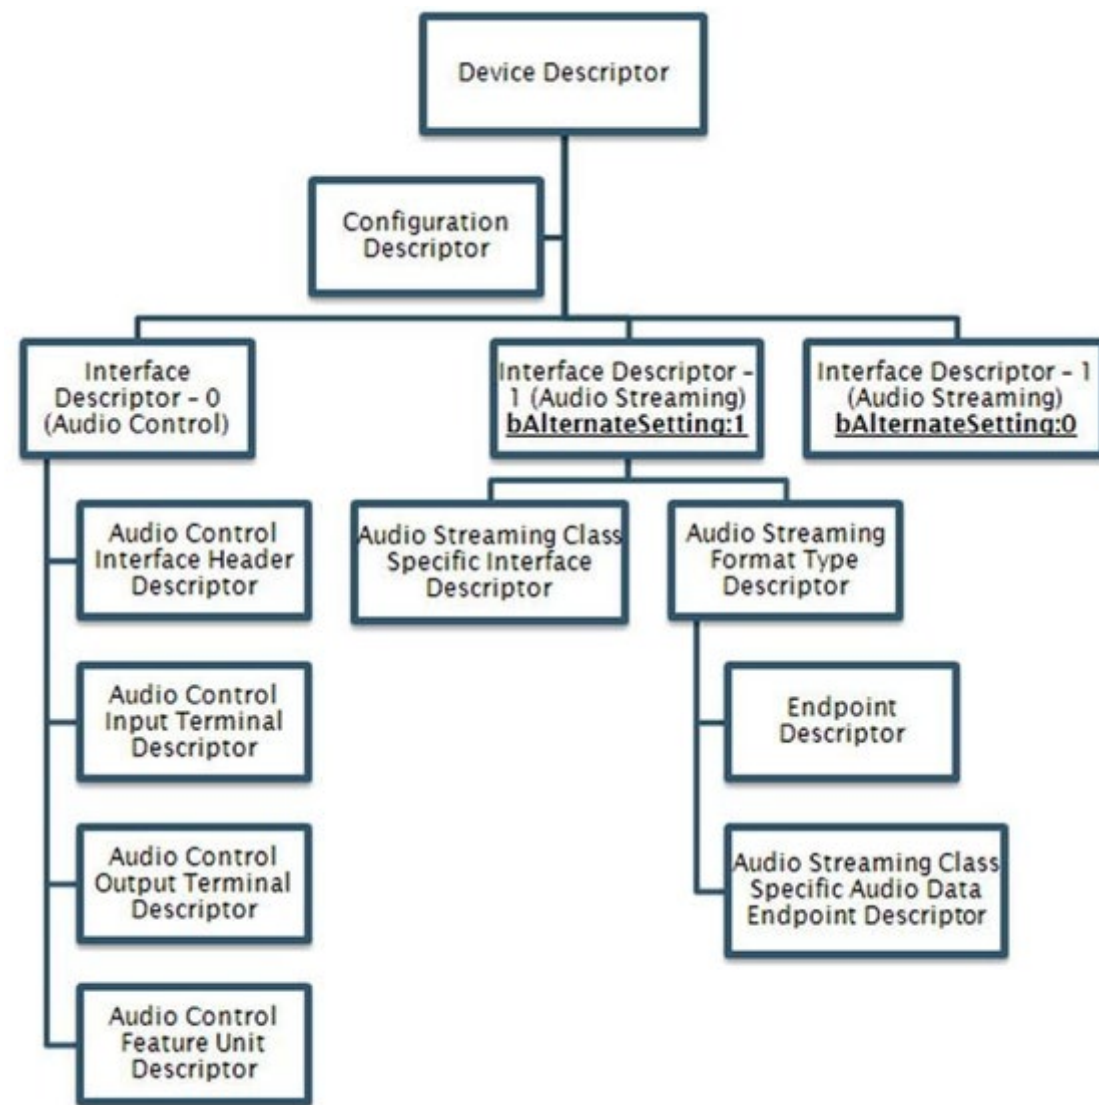 Device Descriptor
Configuration
Descriptor
Interface
Descriptor – 0
(Audio Control)
Interface Descriptor –
1 (Audio Streaming)
bAlternateSetting:1
Interface Descriptor – 1
(Audio Streaming)
bAlternateSetting:0
Audio Control
Interface Header
Descriptor
Audio Streaming Class
Specific Interface
Descriptor
Audio Streaming
Format Type
Descriptor
Audio Control
Input Terminal
Descriptor
Endpoint
Descriptor
Audio Control
Output Terminal
Descriptor
Audio Streaming Class
Specific Audio Data
Endpoint Descriptor
Audio Control
Feature Unit
Descriptor